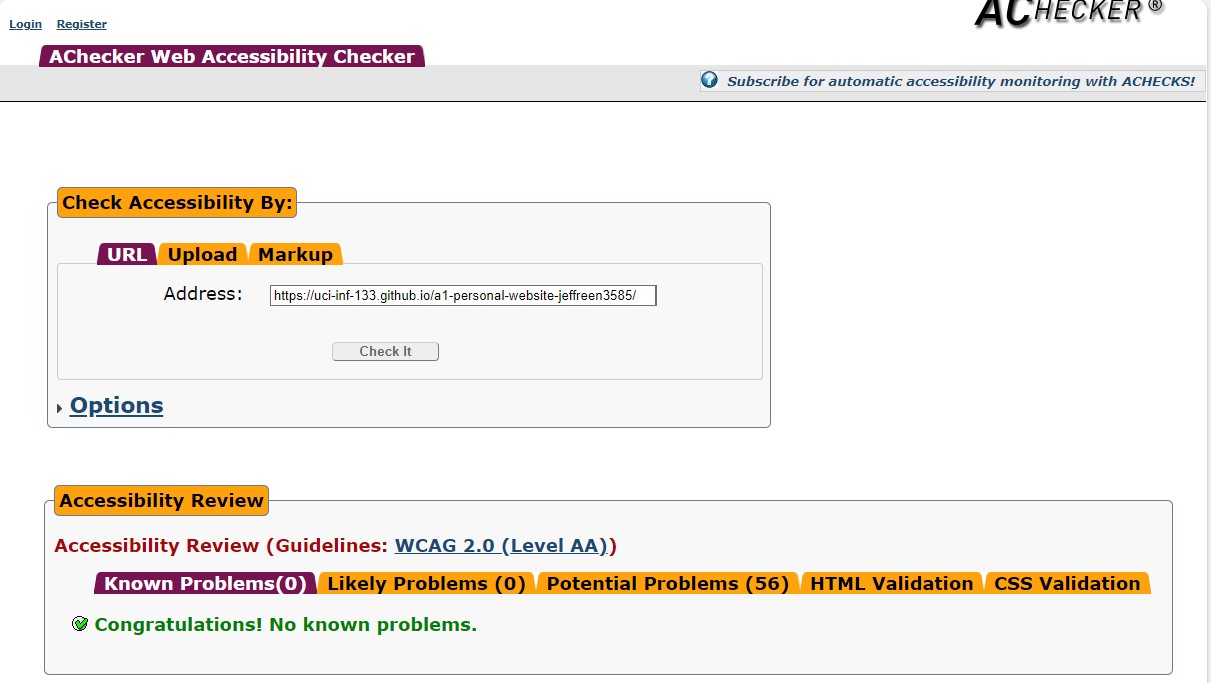 Login Register
ACHECKER ®
AChecker Web Accessibility Checker
Subscribe for automatic accessibility monitoring with ACHECKS!
Check Accessibility By:
URL Upload Markup
Address: https://uci-inf-133.github.io/a1-personal-website-jeffreen3585/
Check It
Options
Accessibility Review
Accessibility Review (Guidelines: WCAG 2.0 (Level AA))
Known Problems(0) Likely Problems (0) Potential Problems (56) HTML Validation CSS Validation
Congratulations! No known problems.